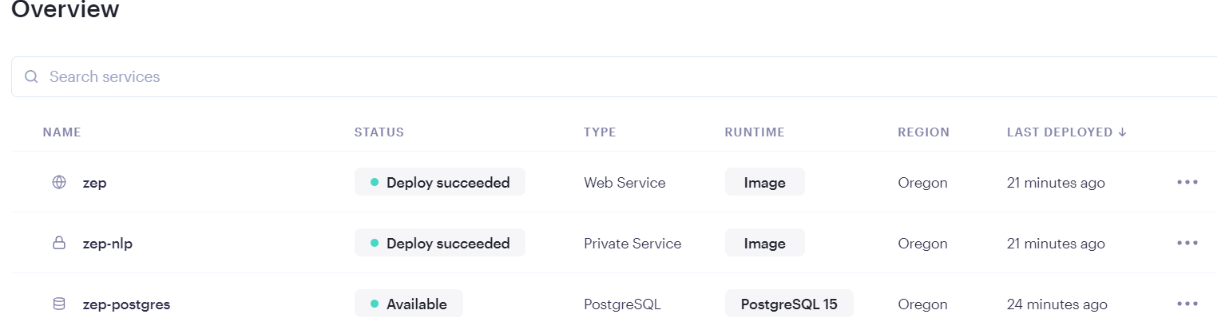 Overview
Search services
NAME STATUS TYPE RUNTIME REGION LAST DEPLOYED ↓
zep Deploy succeeded Web Service Image Oregon 21 minutes ago
zep-nlp Deploy succeeded Private Service Image Oregon 21 minutes ago
zep-postgres Available PostgreSQL PostgreSQL 15 Oregon 24 minutes ago